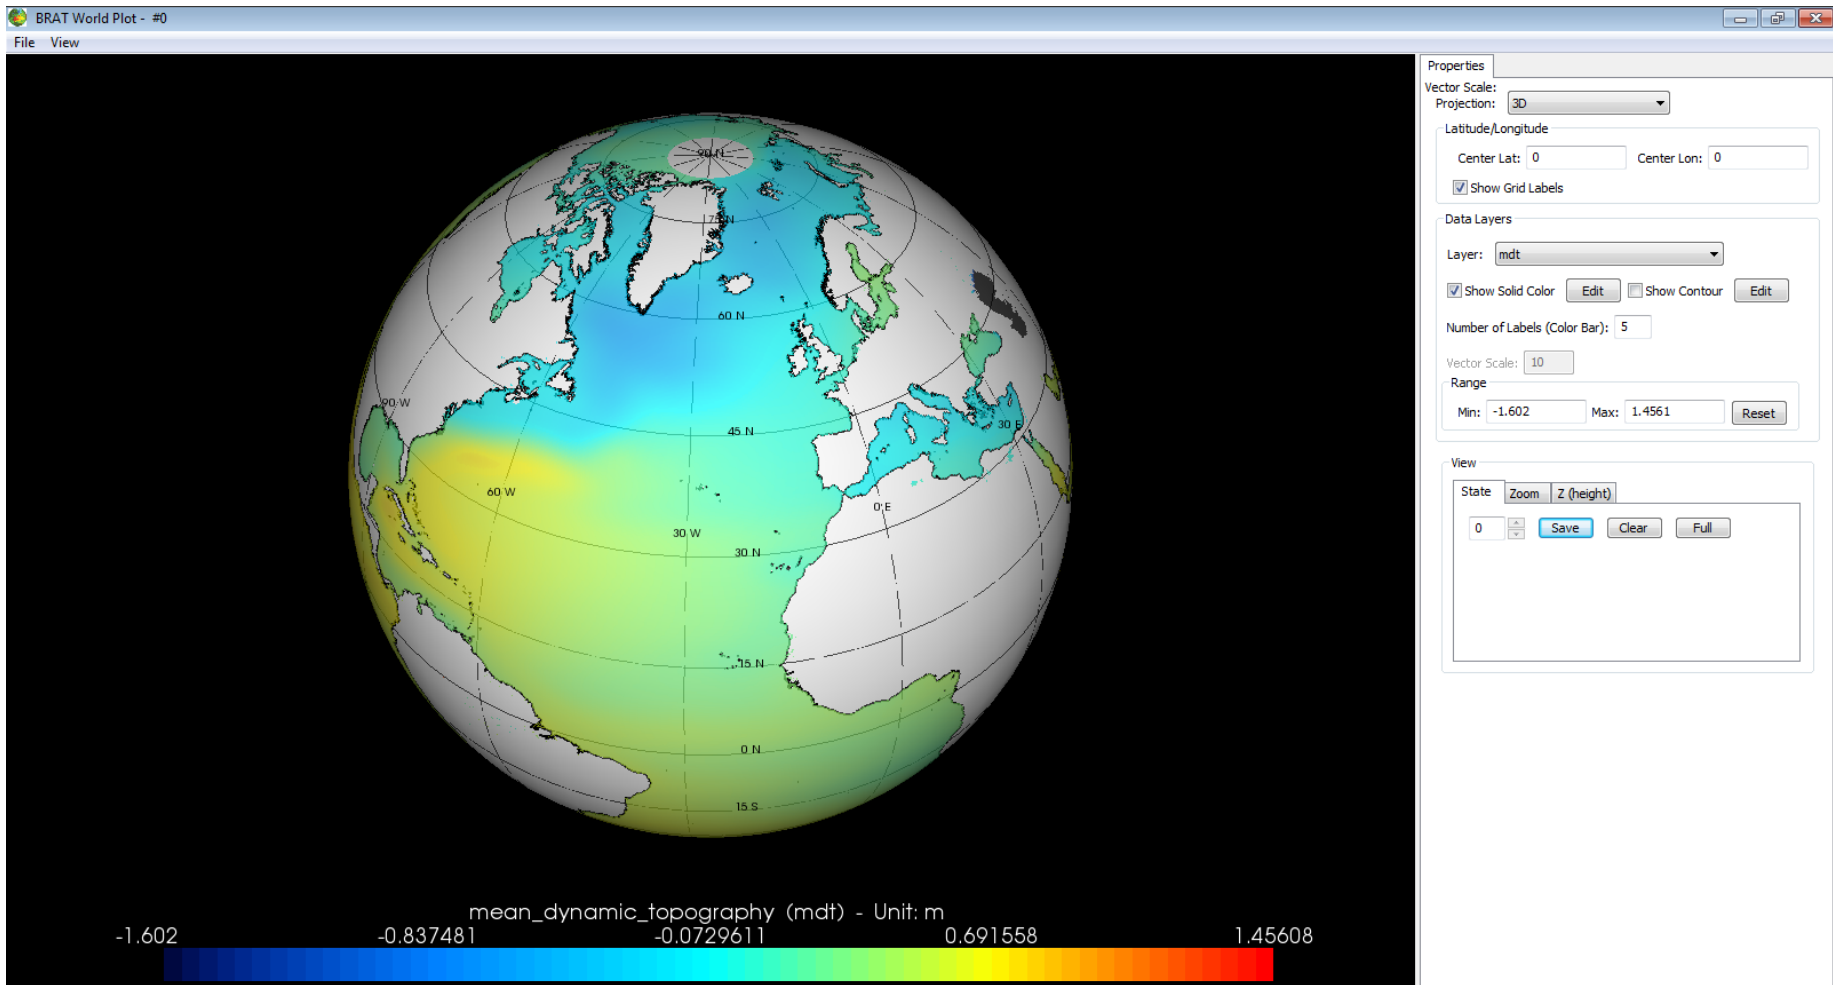 BRAT World Plot -  #0
File View
Properties
Vector Scale:
Projection: 3D
Latitude/Longitude
Center Lat: 0 Center Lon: 0
Show Grid Labels
Data Layers
Layer: mdt
Show Solid Color Edit Show Contour Edit
Number of Labels (Color Bar): 5
Vector Scale: 10
Range
Min: -1.602 Max: 1.4561 Reset
View
State Zoom Z (height)
0 Save Clear Full
90 N
75 N
60 N
90 W
45 N
30 E
60 W
0 E
30 W
30 N
15 N
0 N
15 S
mean_dynamic_topography (mdt) - Unit: m
-1.602 -0.837481 -0.0729611 0.691558 1.45608